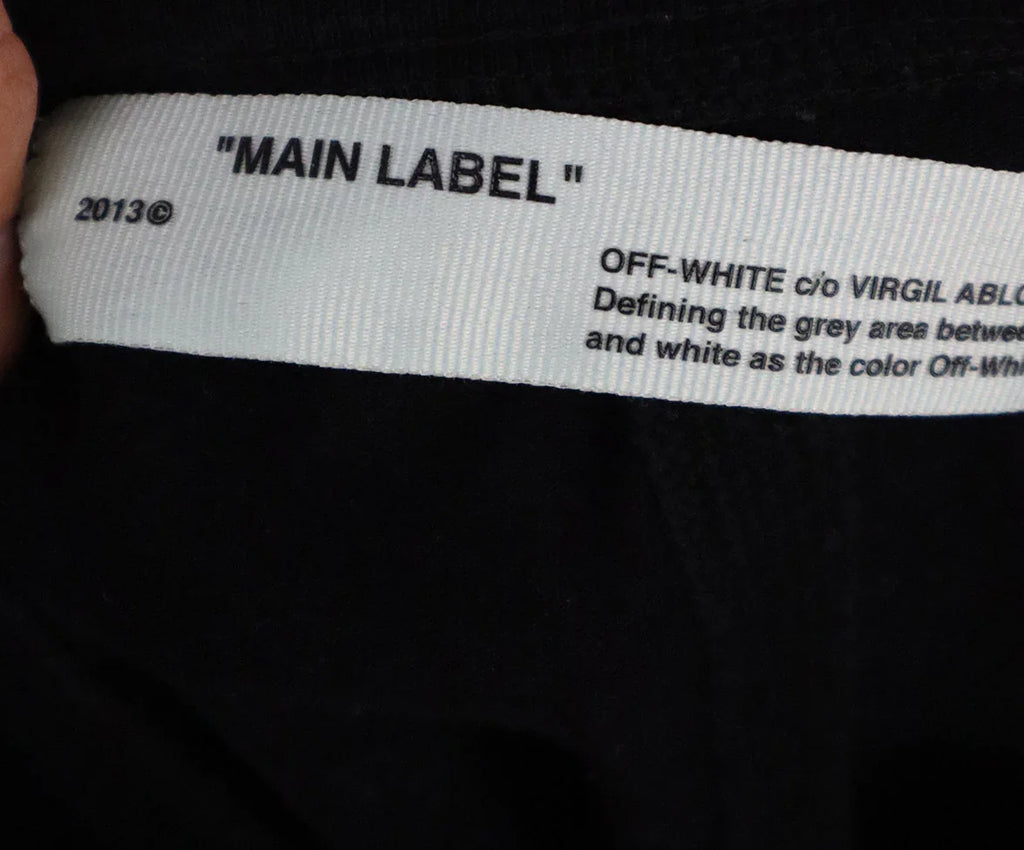 "MAIN LABEL"
2013©
OFF-WHITE c/o VIRGIL
Defining the grey area
and white as the color